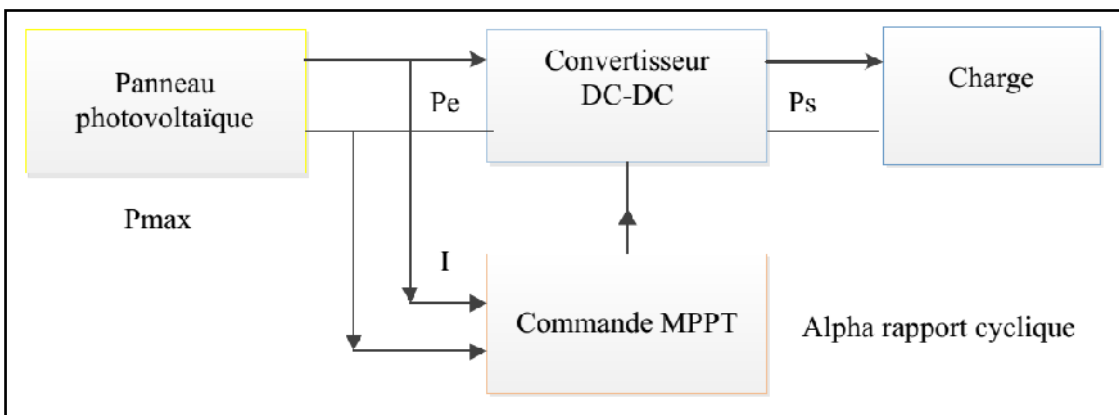 Panneau
photovoltaïque
Convertisseur
DC-DC
Charge
Pe
Ps
Pmax
I
Commande MPPT
Alpha rapport cyclique